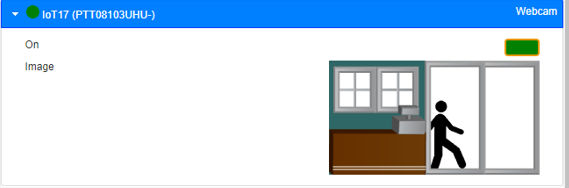 IoT17 (PTT08103UHU-)
Webcam
On
Image